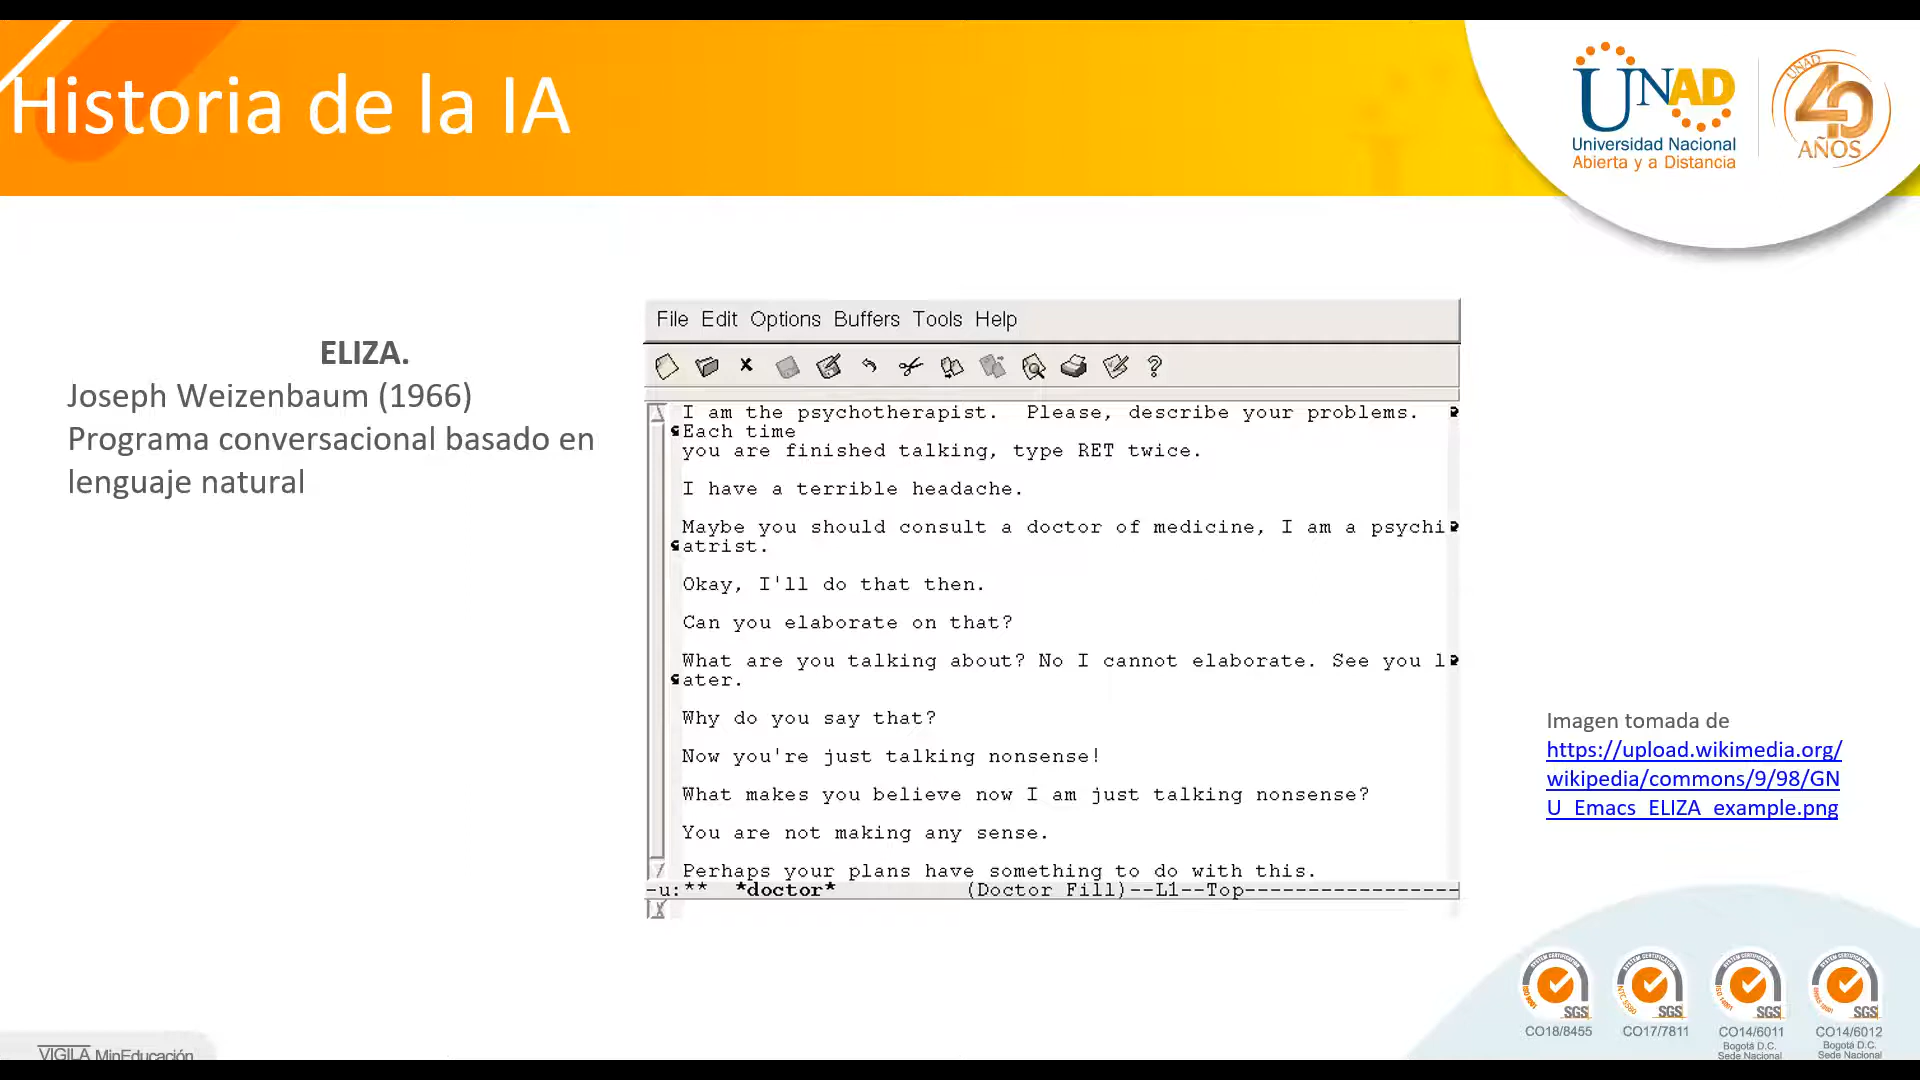 Historia de la IA
UNAD
Universidad Nacional
Abierta y a Distancia
UNAD
40
AÑOS
ELIZA.
Joseph Weizenbaum (1966)
Programa conversacional basado en
lenguaje natural
File Edit Options Buffers Tools Help
I am the psychotherapist.  Please, describe your problems.
Each time
you are finished talking, type RET twice.
I have a terrible headache.
Maybe you should consult a doctor of medicine, I am a psychi
atrist.
Okay, I'll do that then.
Can you elaborate on that?
What are you talking about? No I cannot elaborate. See you l
ater.
Why do you say that?
Now you're just talking nonsense!
What makes you believe now I am just talking nonsense?
You are not making any sense.
Perhaps your plans have something to do with this.
-u:**  *doctor*          (Doctor Fill)--L1--Top-----------------
Imagen tomada de
https://upload.wikimedia.org/
wikipedia/commons/9/98/GN
U_Emacs_ELIZA_example.png
SGS SGS SGS SGS
CO18/8455 CO17/7811 CO14/6011 CO14/6012
Bogotá D.C. Bogotá D.C.
Sede Nacional Sede Nacional
VIGILA MinEducación